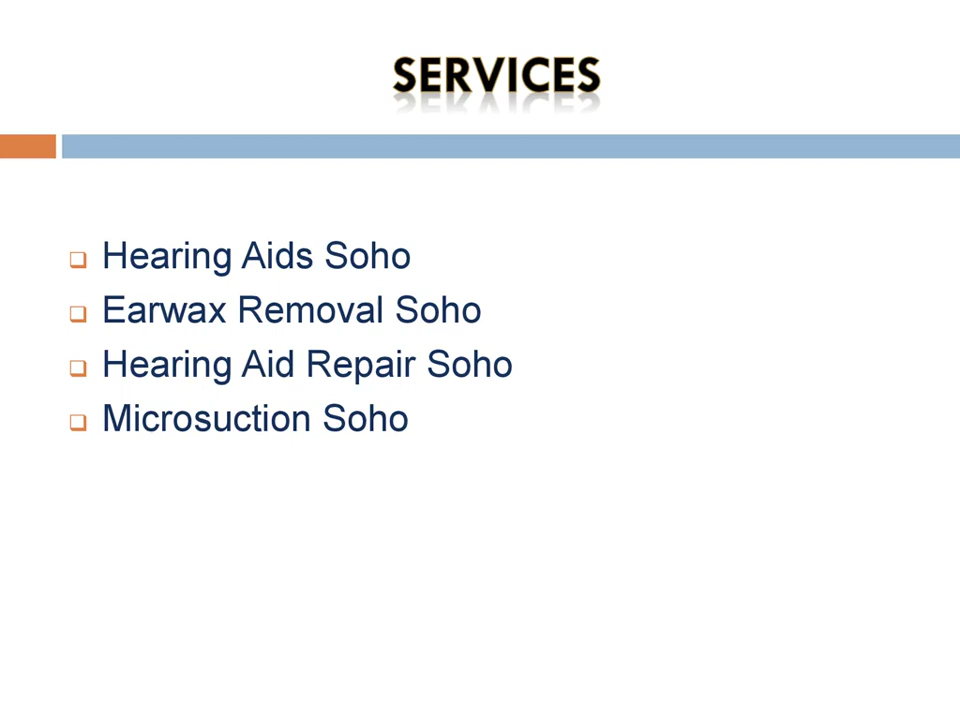 SERVICES
Hearing Aids Soho
Earwax Removal Soho
Hearing Aid Repair Soho
Microsuction Soho